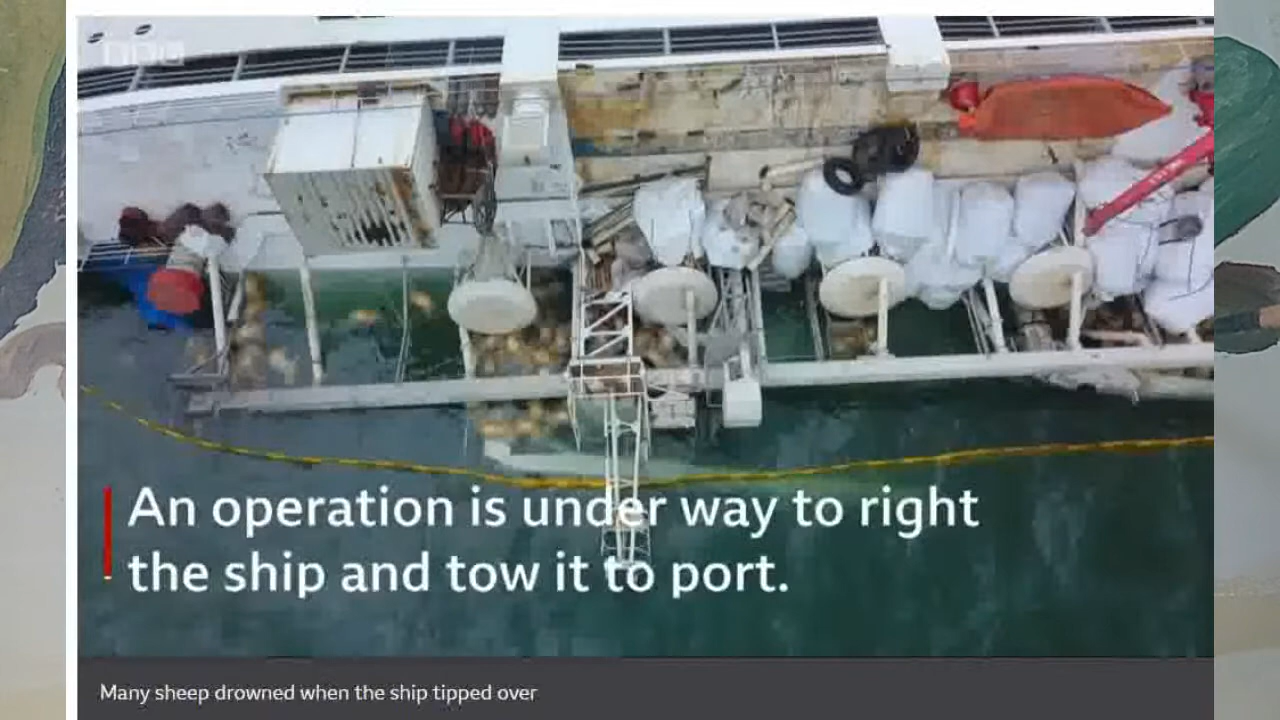 An operation is under way to right
the ship and tow it to port.
Many sheep drowned when the ship tipped over